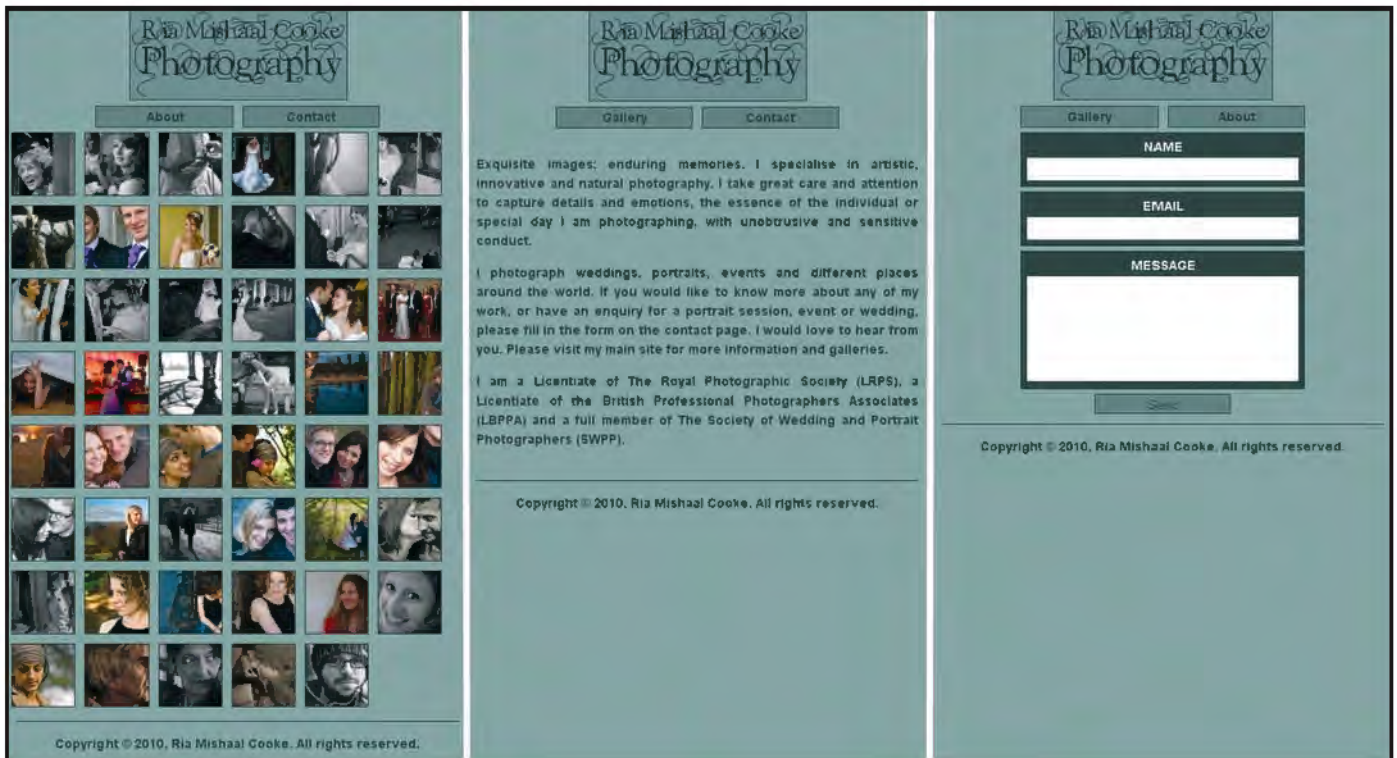 Ria Mishaal Cooke
Photography
About Contact
Copyright © 2010, Ria Mishaal Cooke. All rights reserved.
Ria Mishaal Cooke
Photography
Gallery Contact
Exquisite images; enduring memories. I specialise in artistic,
innovative and natural photography. I take great care and attention
to capture details and emotions, the essence of the individual or
special day I am photographing, with unobtrusive and sensitive
conduct.
I photograph weddings, portraits, events and different places
around the world. If you would like to know more about any of my
work, or have an enquiry for a portrait session, event or wedding,
please fill in the form on the contact page. I would love to hear from
you. Please visit my main site for more information and galleries.
I am a Licentiate of The Royal Photographic Society (LRPS), a
Licentiate of the British Professional Photographers Associates
(LBPPA) and a full member of The Society of Wedding and Portrait
Photographers (SWPP).
Copyright © 2010, Ria Mishaal Cooke. All rights reserved.
Ria Mishaal Cooke
Photography
Gallery About
NAME
EMAIL
MESSAGE
Send
Copyright © 2010, Ria Mishaal Cooke. All rights reserved.